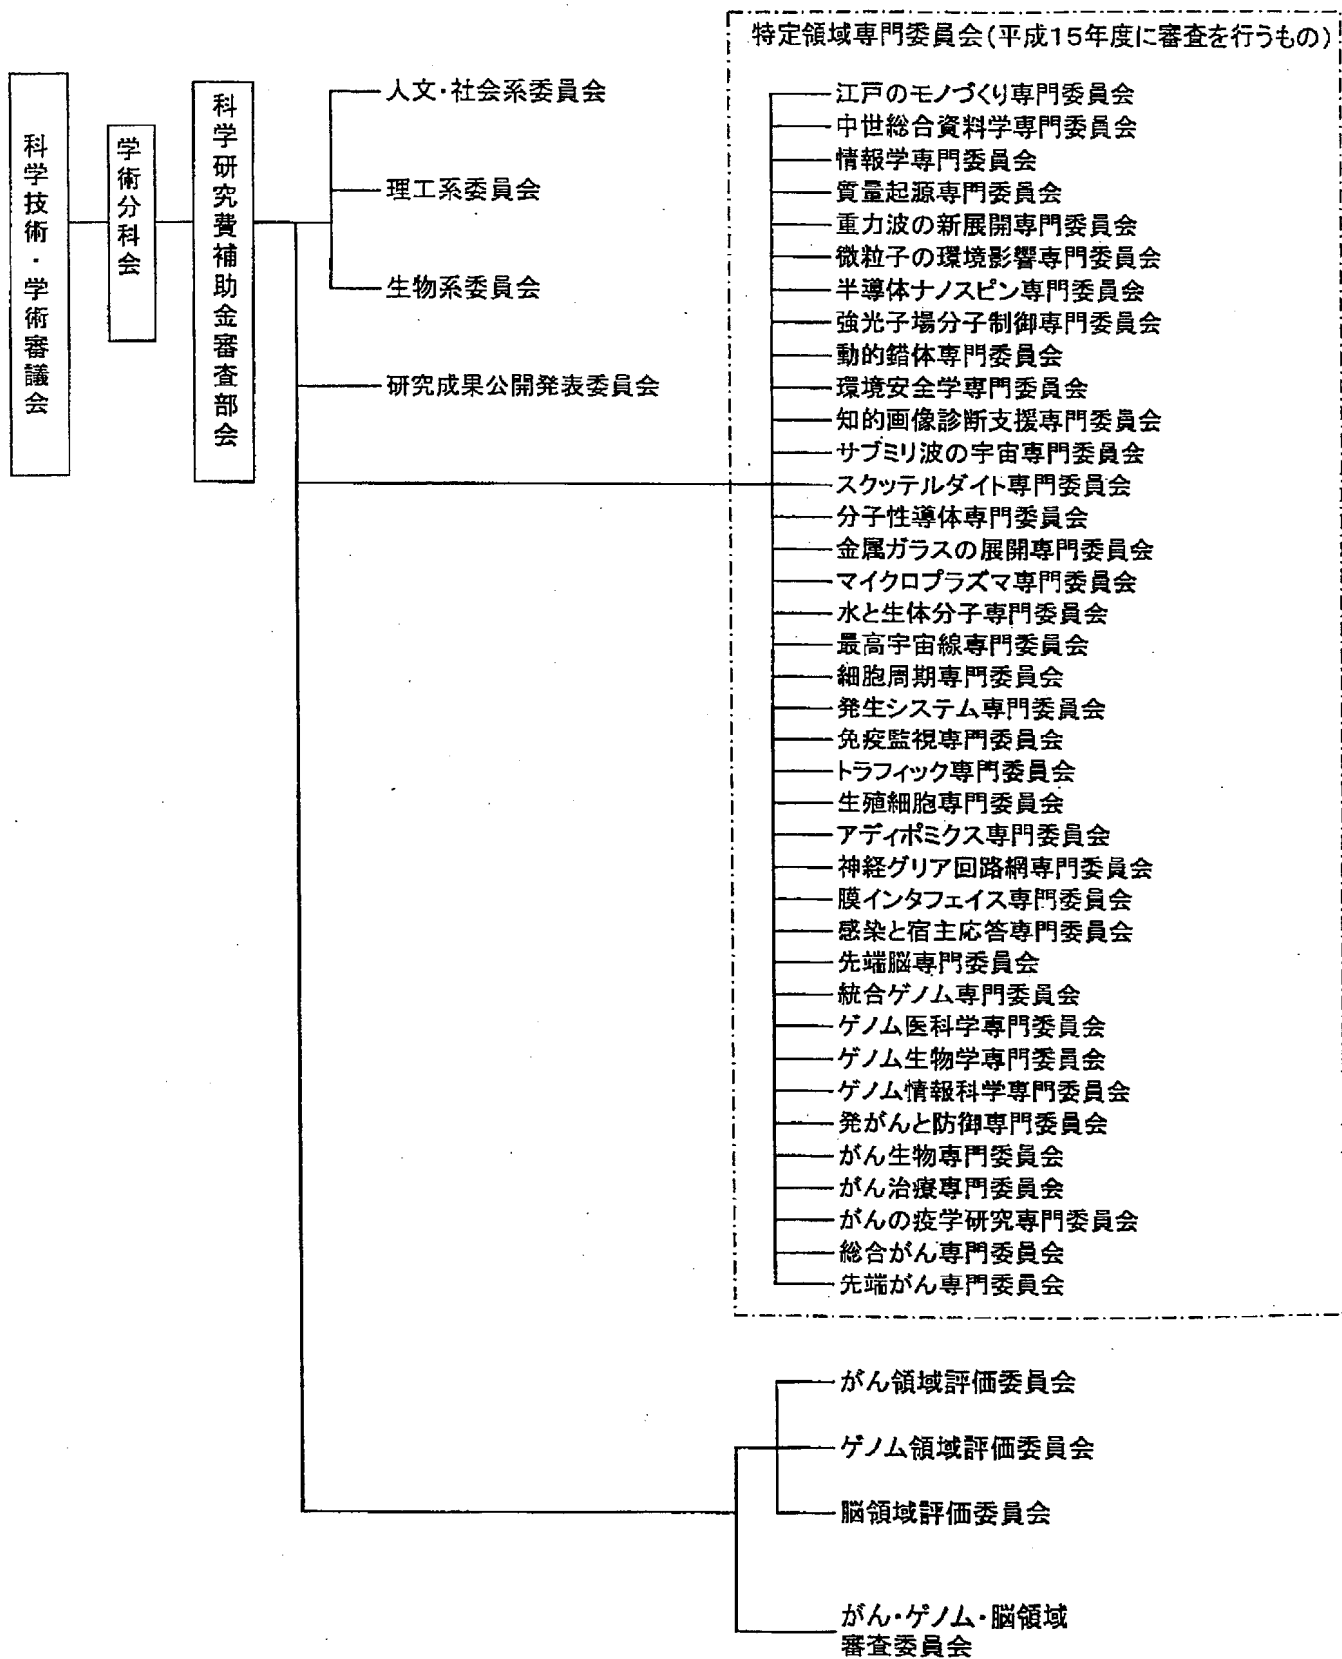 科学技術・学術審議会
学術分科会
科学研究費補助金審査部会
人文・社会系委員会
理工系委員会
生物系委員会
研究成果公開発表委員会
特定領域専門委員会(平成15年度に審査を行うもの)
江戸のモノづくり専門委員会
中世総合資料学専門委員会
情報学専門委員会
質量起源専門委員会
重力波の新展開専門委員会
微粒子の環境影響専門委員会
半導体ナノスピン専門委員会
強光子場分子制御専門委員会
動的錯体専門委員会
環境安全学専門委員会
知的画像診断支援専門委員会
サブミリ波の宇宙専門委員会
スクッテルダイト専門委員会
分子性導体専門委員会
金属ガラスの展開専門委員会
マイクロプラズマ専門委員会
水と生体分子専門委員会
最高宇宙線専門委員会
細胞周期専門委員会
発生システム専門委員会
免疫監視専門委員会
トラフィック専門委員会
生殖細胞専門委員会
アディポミクス専門委員会
神経グリア回路網専門委員会
膜インタフェイス専門委員会
感染と宿主応答専門委員会
先端脳専門委員会
統合ゲノム専門委員会
ゲノム医科学専門委員会
ゲノム生物学専門委員会
ゲノム情報科学専門委員会
発がんと防御専門委員会
がん生物専門委員会
がん治療専門委員会
がんの疫学研究専門委員会
総合がん専門委員会
先端がん専門委員会
がん領域評価委員会
ゲノム領域評価委員会
脳領域評価委員会
がん・ゲノム・脳領域
審査委員会